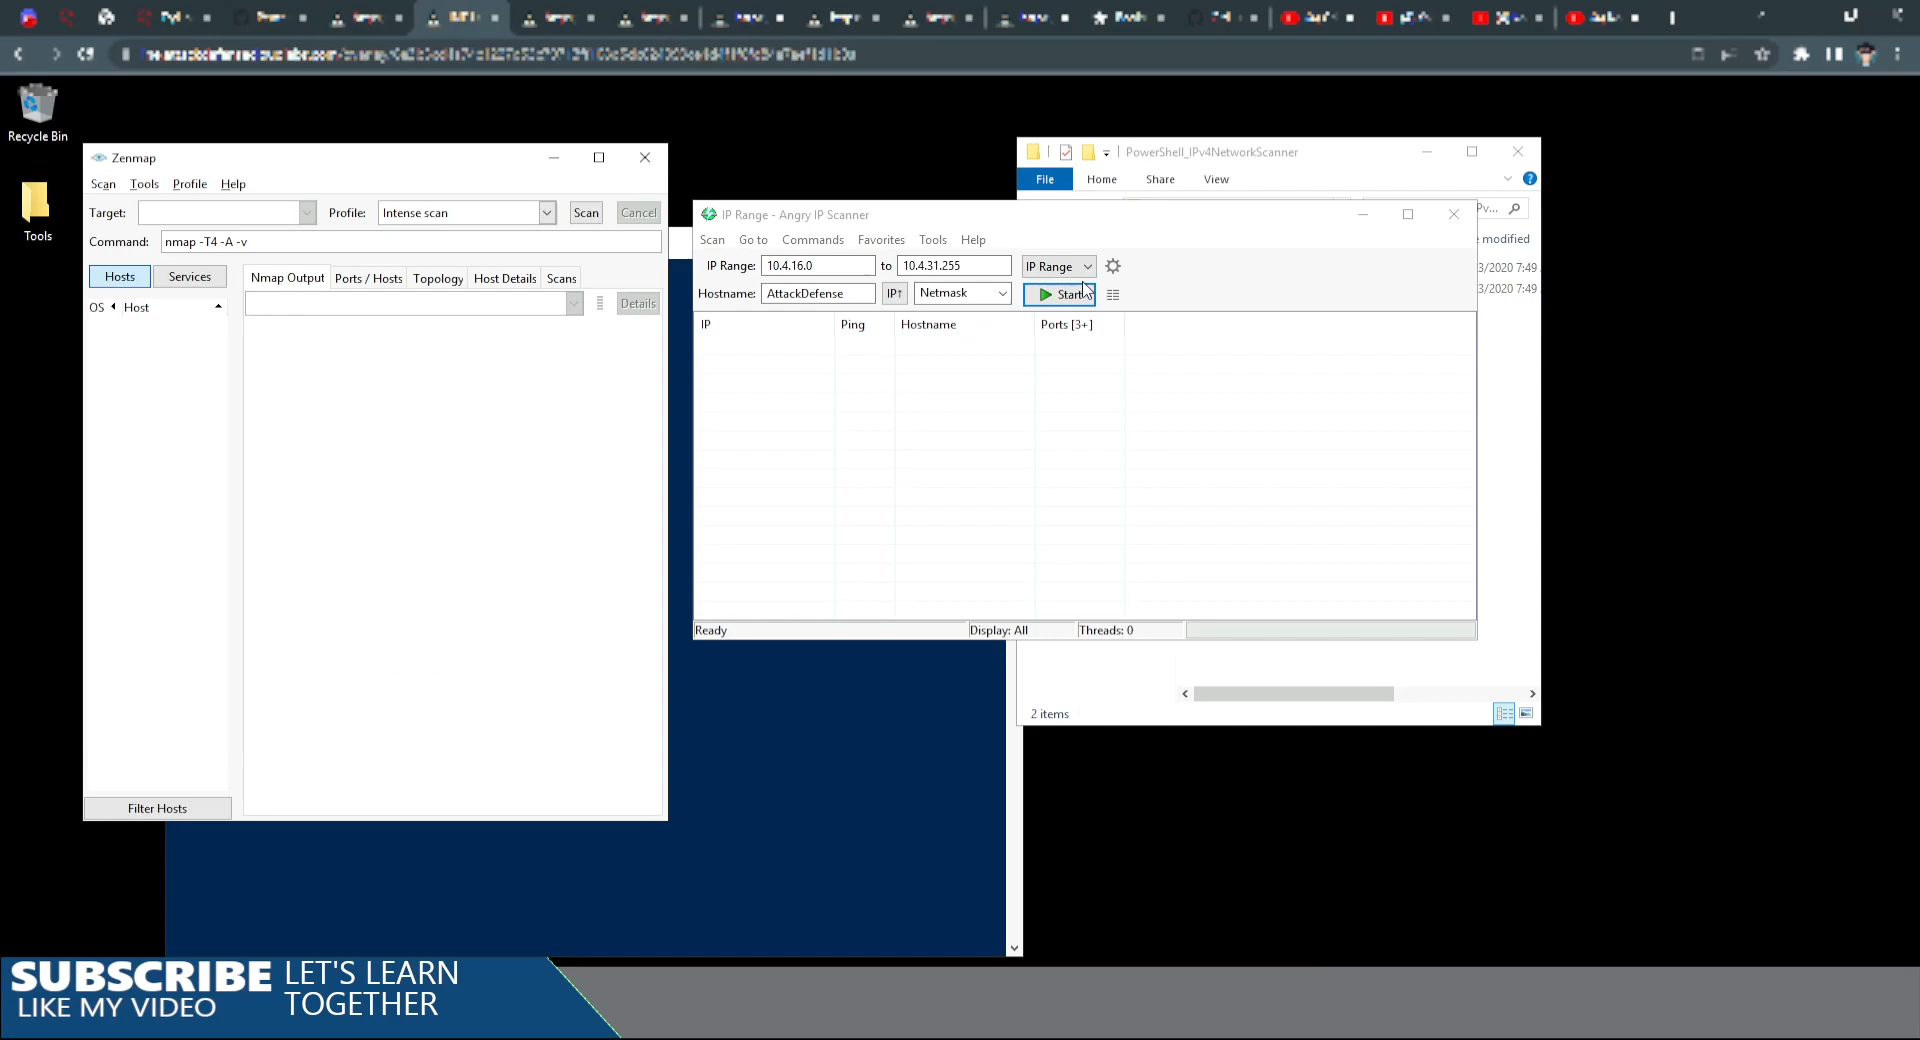 Recycle Bin
Tools
Zenmap
Scan Tools Profile Help
Target: Profile: Intense scan Scan Cancel
Command: nmap -T4 -A -v
Hosts Services
Nmap Output Ports / Hosts Topology Host Details Scans
OS Host
Details
Filter Hosts
PowerShell_IPv4NetworkScanner
File Home Share View
Pv...
modified
3/2020 7:49
3/2020 7:49
2 items
IP Range - Angry IP Scanner
Scan Go to Commands Favorites Tools Help
IP Range: 10.4.16.0 to 10.4.31.255 IP Range
Hostname: AttackDefense IP↑ Netmask Start
IP Ping Hostname Ports [3+]
Ready Display: All Threads: 0
SUBSCRIBE
LIKE MY VIDEO
LET'S LEARN
TOGETHER